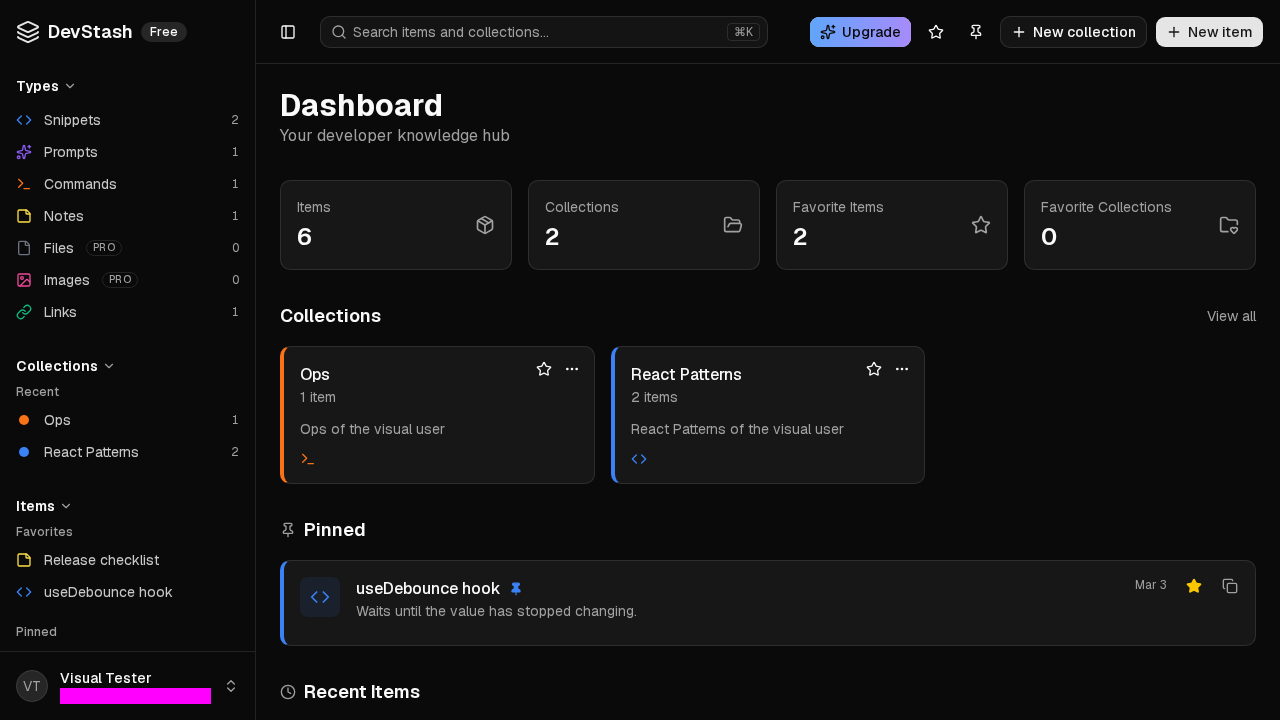 DevStash Free
Search items and collections... ⌘K
Upgrade
New collection
New item
Types
Snippets 2
Prompts 1
Commands 1
Notes 1
Files PRO 0
Images PRO 0
Links 1
Collections
Recent
Ops 1
React Patterns 2
Items
Favorites
Release checklist
useDebounce hook
Pinned
VT Visual Tester
Dashboard
Your developer knowledge hub
Items
6
Collections
2
Favorite Items
2
Favorite Collections
0
Collections View all
Ops
1 item
Ops of the visual user
React Patterns
2 items
React Patterns of the visual user
Pinned
useDebounce hook Mar 3
Waits until the value has stopped changing.
Recent Items